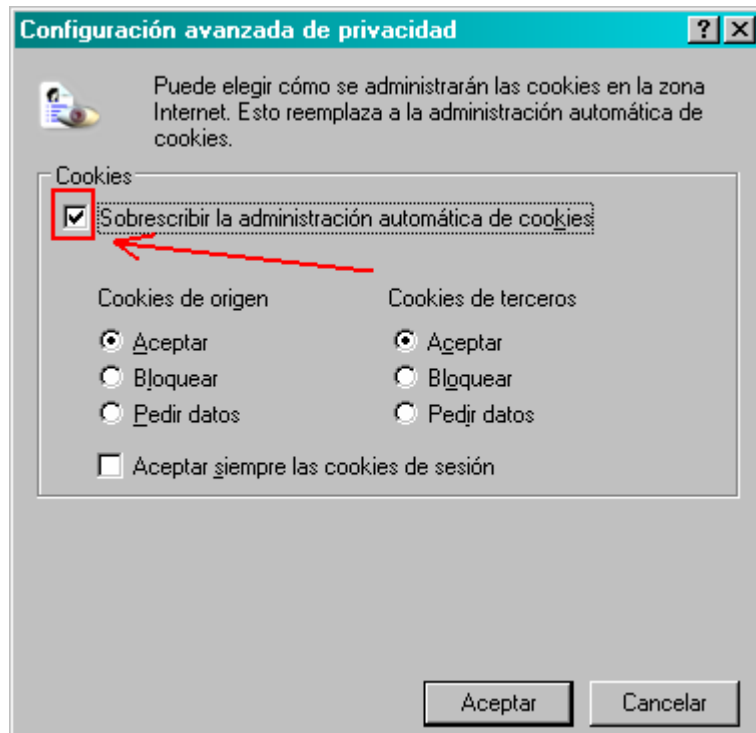 Configuración avanzada de privacidad
Puede elegir cómo se administrarán las cookies en la zona
Internet. Esto reemplaza a la administración automática de
cookies.
Cookies
Sobrescribir la administración automática de cookies
Cookies de origen
Cookies de terceros
Aceptar
Aceptar
Bloquear
Bloquear
Pedir datos
Pedir datos
Aceptar siempre las cookies de sesión
Aceptar
Cancelar